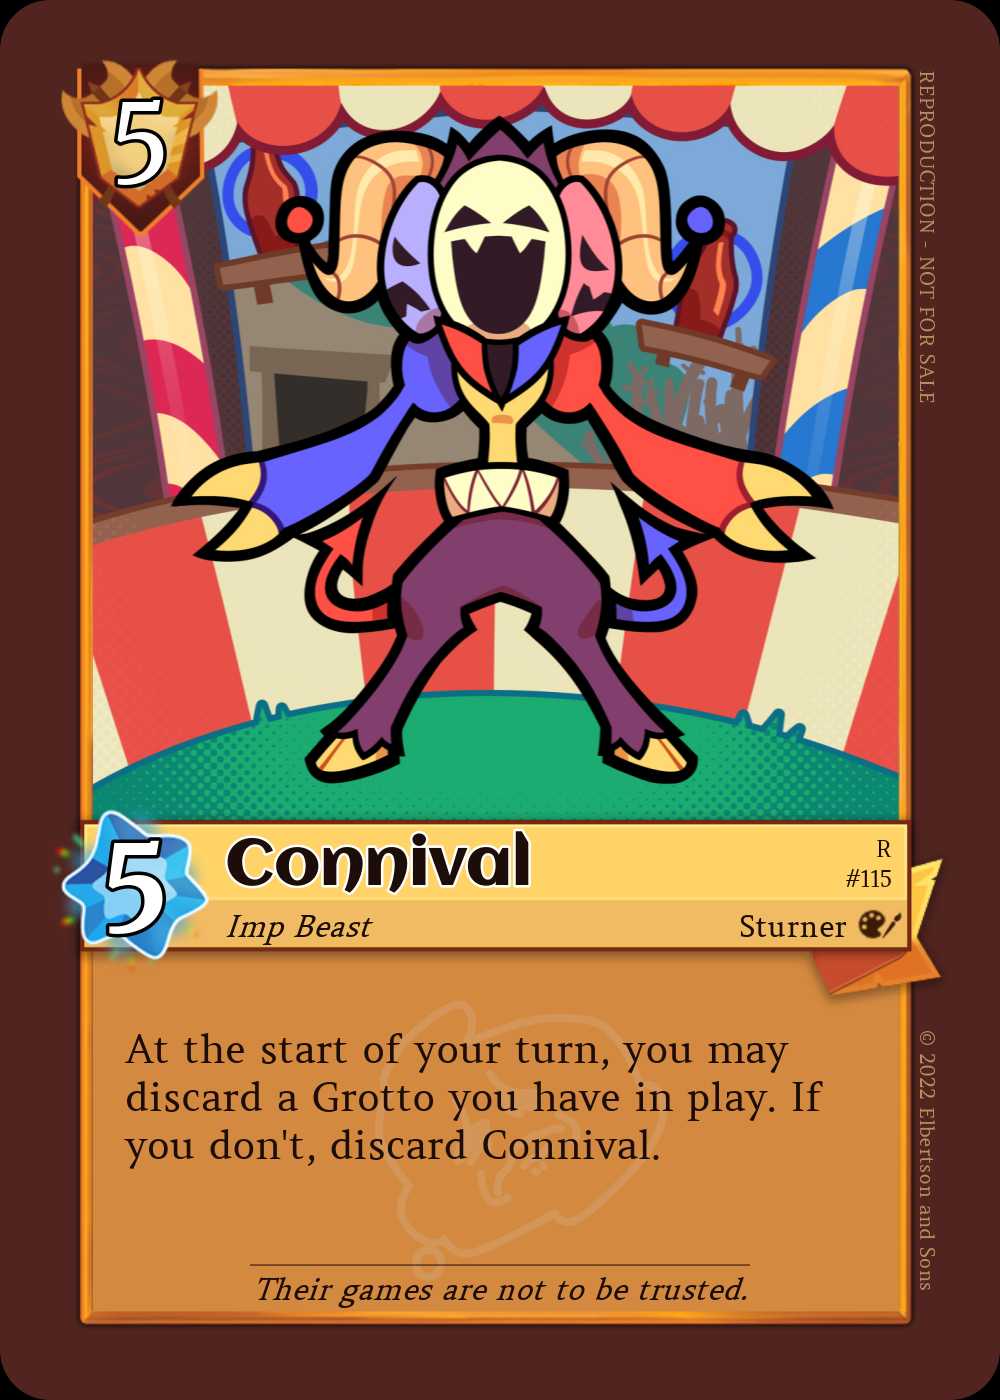 5
REPRODUCTION - NOT FOR SALE
5
Connival
R
#115
Imp Beast
Sturner
At the start of your turn, you may
discard a Grotto you have in play. If
you don't, discard Connival.
Their games are not to be trusted.
© 2022 Elbertson and Sons